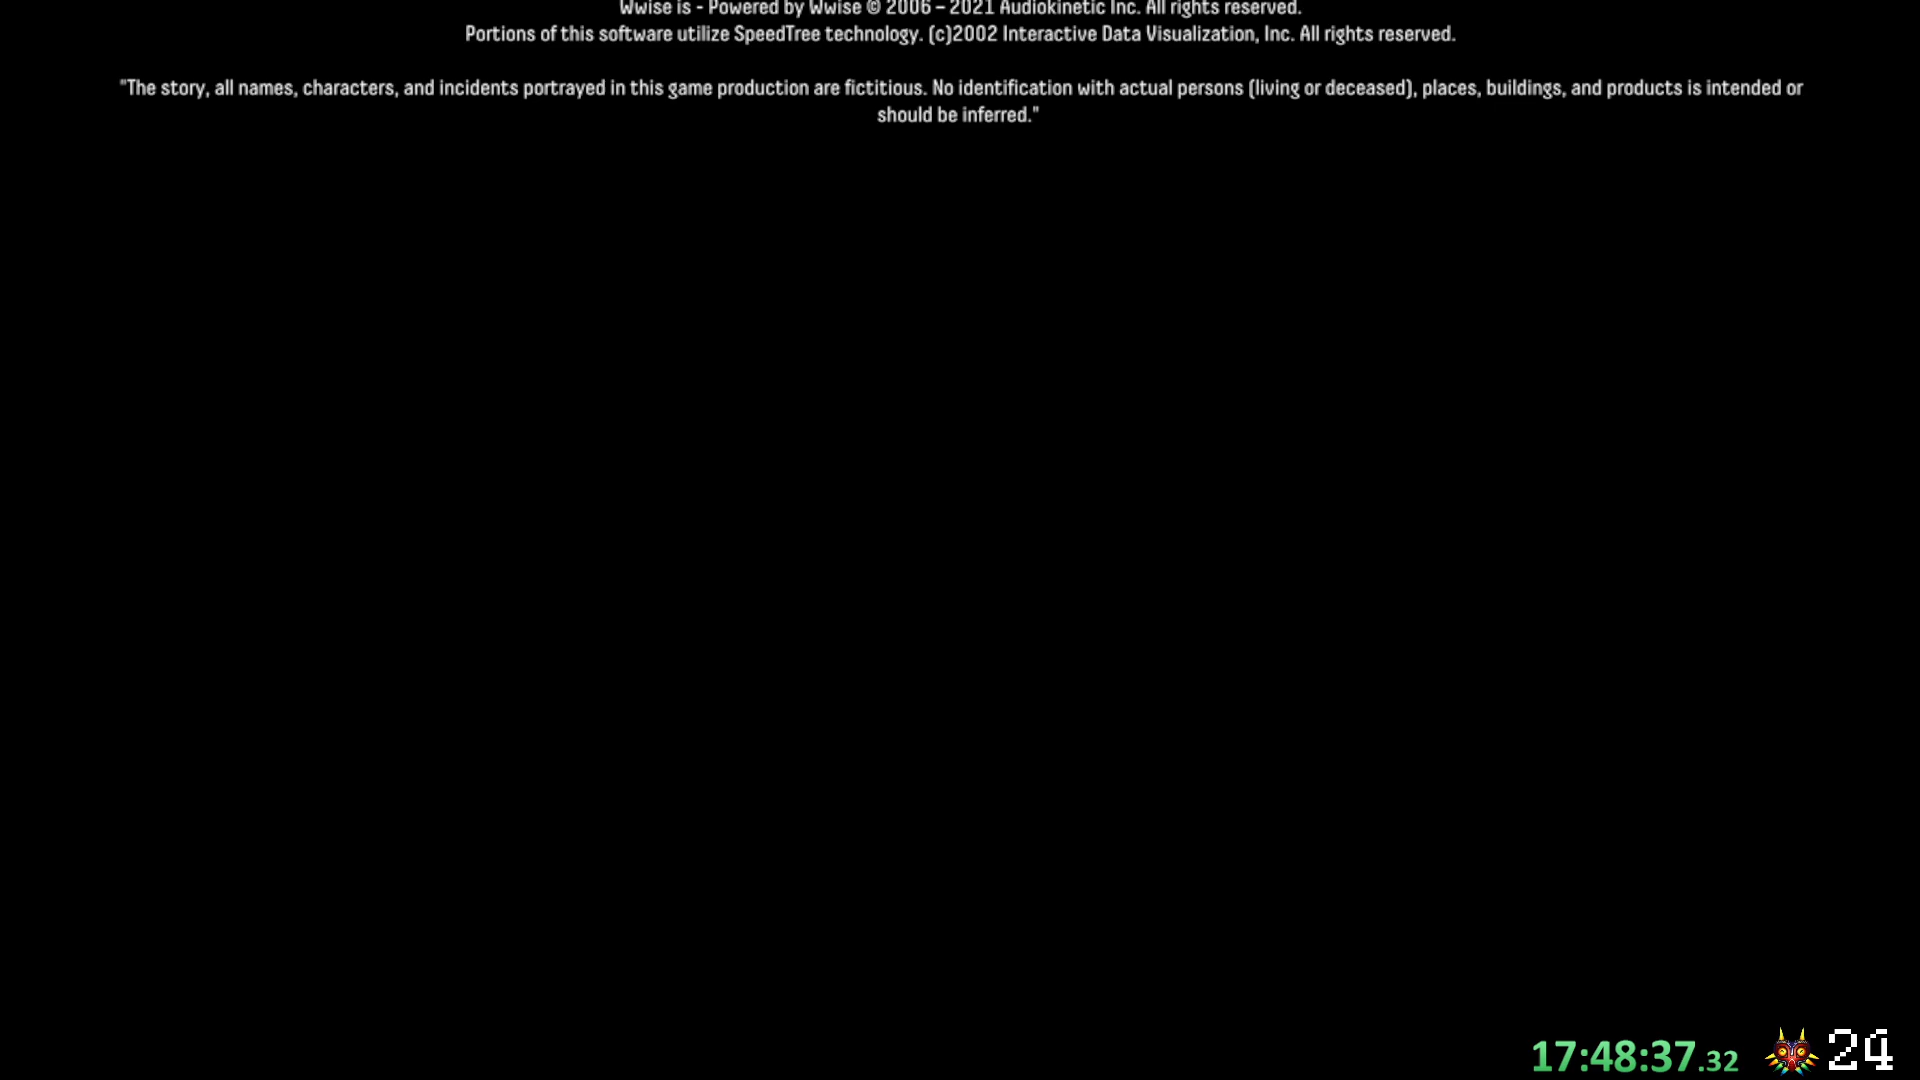 Wwise is - Powered by Wwise © 2006 – 2021 Audiokinetic Inc. All rights reserved.
Portions of this software utilize SpeedTree technology. (c)2002 Interactive Data Visualization, Inc. All rights reserved.
"The story, all names, characters, and incidents portrayed in this game production are fictitious. No identification with actual persons (living or deceased), places, buildings, and products is intended or
should be inferred."
17:48:37.32
24